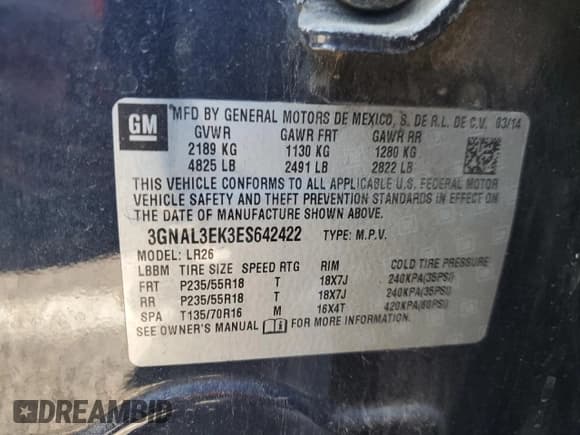 GM
MFD BY GENERAL MOTORS DE MEXICO, S. DE R.L. DE C.V. 03/14
GVWR GAWR FRT GAWR RR
2189 KG 1130 KG 1280 KG
4825 LB 2491 LB 2822 LB
THIS VEHICLE CONFORMS TO ALL APPLICABLE U.S. FEDERAL MOTOR
VEHICLE SAFETY AND THEFT PREVENTION STANDARDS IN EFFECT ON
THE DATE OF MANUFACTURE SHOWN ABOVE.
3GNAL3EK3ES642422 TYPE: M.P.V.
MODEL: LR26
LBBM TIRE SIZE SPEED RTG RIM COLD TIRE PRESSURE
FRT P235/55R18 T 18X7J 240KPA(35PSI)
RR P235/55R18 T 18X7J 240KPA(35PSI)
SPA T135/70R16 M 16X4T 420KPA(60PSI)
SEE OWNER'S MANUAL FOR MORE INFORMATION.
DREAMBID